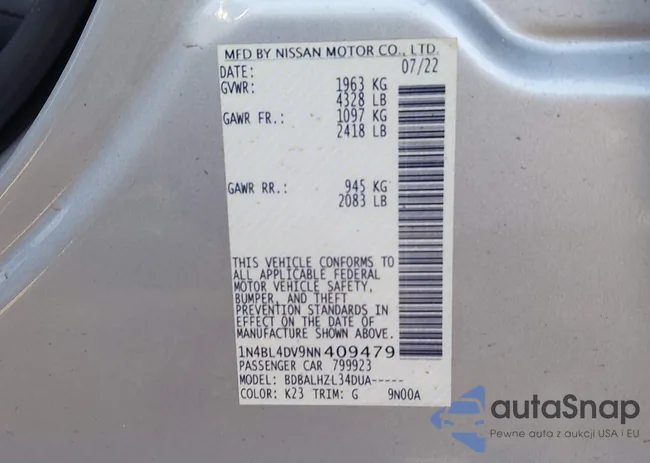 MFD BY NISSAN MOTOR CO., LTD.
DATE: 07/22
GVWR: 1963 KG
4328 LB
GAWR FR.: 1097 KG
2418 LB
GAWR RR.: 945 KG
2083 LB
THIS VEHICLE CONFORMS TO
ALL APPLICABLE FEDERAL
MOTOR VEHICLE SAFETY,
BUMPER, AND THEFT
PREVENTION STANDARDS IN
EFFECT ON THE DATE OF
MANUFACTURE SHOWN ABOVE.
1N4BL4DV9NN409479
PASSENGER CAR 799923
MODEL: BDBALHZL34DUA-----
COLOR: K23 TRIM: G 9N00A
autoSnap
Pewne auta z aukcji USA i EU